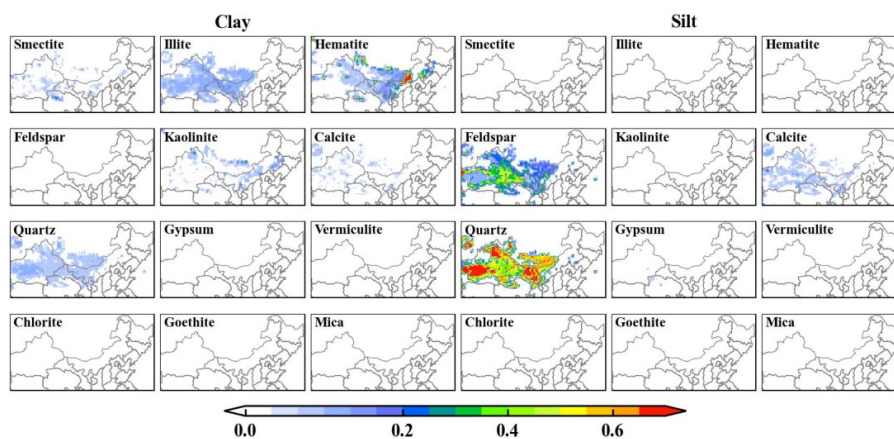 Clay Silt
Smectite Illite Hematite Smectite Illite Hematite
Feldspar Kaolinite Calcite Feldspar Kaolinite Calcite
Quartz Gypsum Vermiculite Quartz Gypsum Vermiculite
Chlorite Goethite Mica Chlorite Goethite Mica
0.0 0.2 0.4 0.6